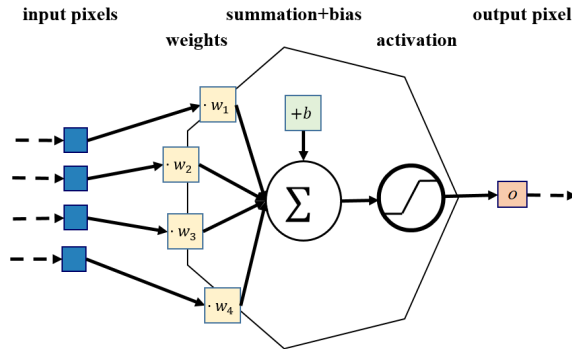 input pixels
summation+bias
output pixel
weights
activation
· w₁
+b
· w₂
Σ
o
· w₃
· w₄